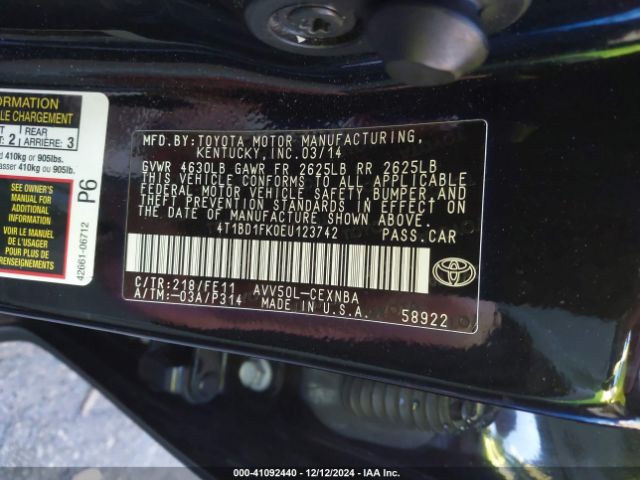 FORMATION
LE CHARGEMENT
T 2 REAR ARRIÈRE: 3
d 410kg or 905lbs.
asser 410kg ou 905lbs.
SEE OWNER'S
MANUAL FOR
ADDITIONAL
INFORMATION
VOIR LE MANUEL
DE L'USAGER
POUR PLUS DE
RENSEIGNEMENTS
42661-06712
P6
MFD.BY:TOYOTA MOTOR MANUFACTURING,
KENTUCKY,INC.03/14
GVWR 4630LB GAWR FR 2625LB RR 2625LB
THIS VEHICLE CONFORMS TO ALL APPLICABLE
FEDERAL MOTOR VEHICLE SAFETY,BUMPER,AND
THEFT PREVENTION STANDARDS IN EFFECT ON
THE DATE OF MANUFACTURE SHOWN ABOVE.
4T1BD1FK0EU123742 PASS.CAR
C/TR:218/FE11 AVV50L-CEXNBA
A/TM:-03A/P314 MADE IN U.S.A.
58922
TOYOTA
000-41092440 - 12/12/2024 - IAA Inc.